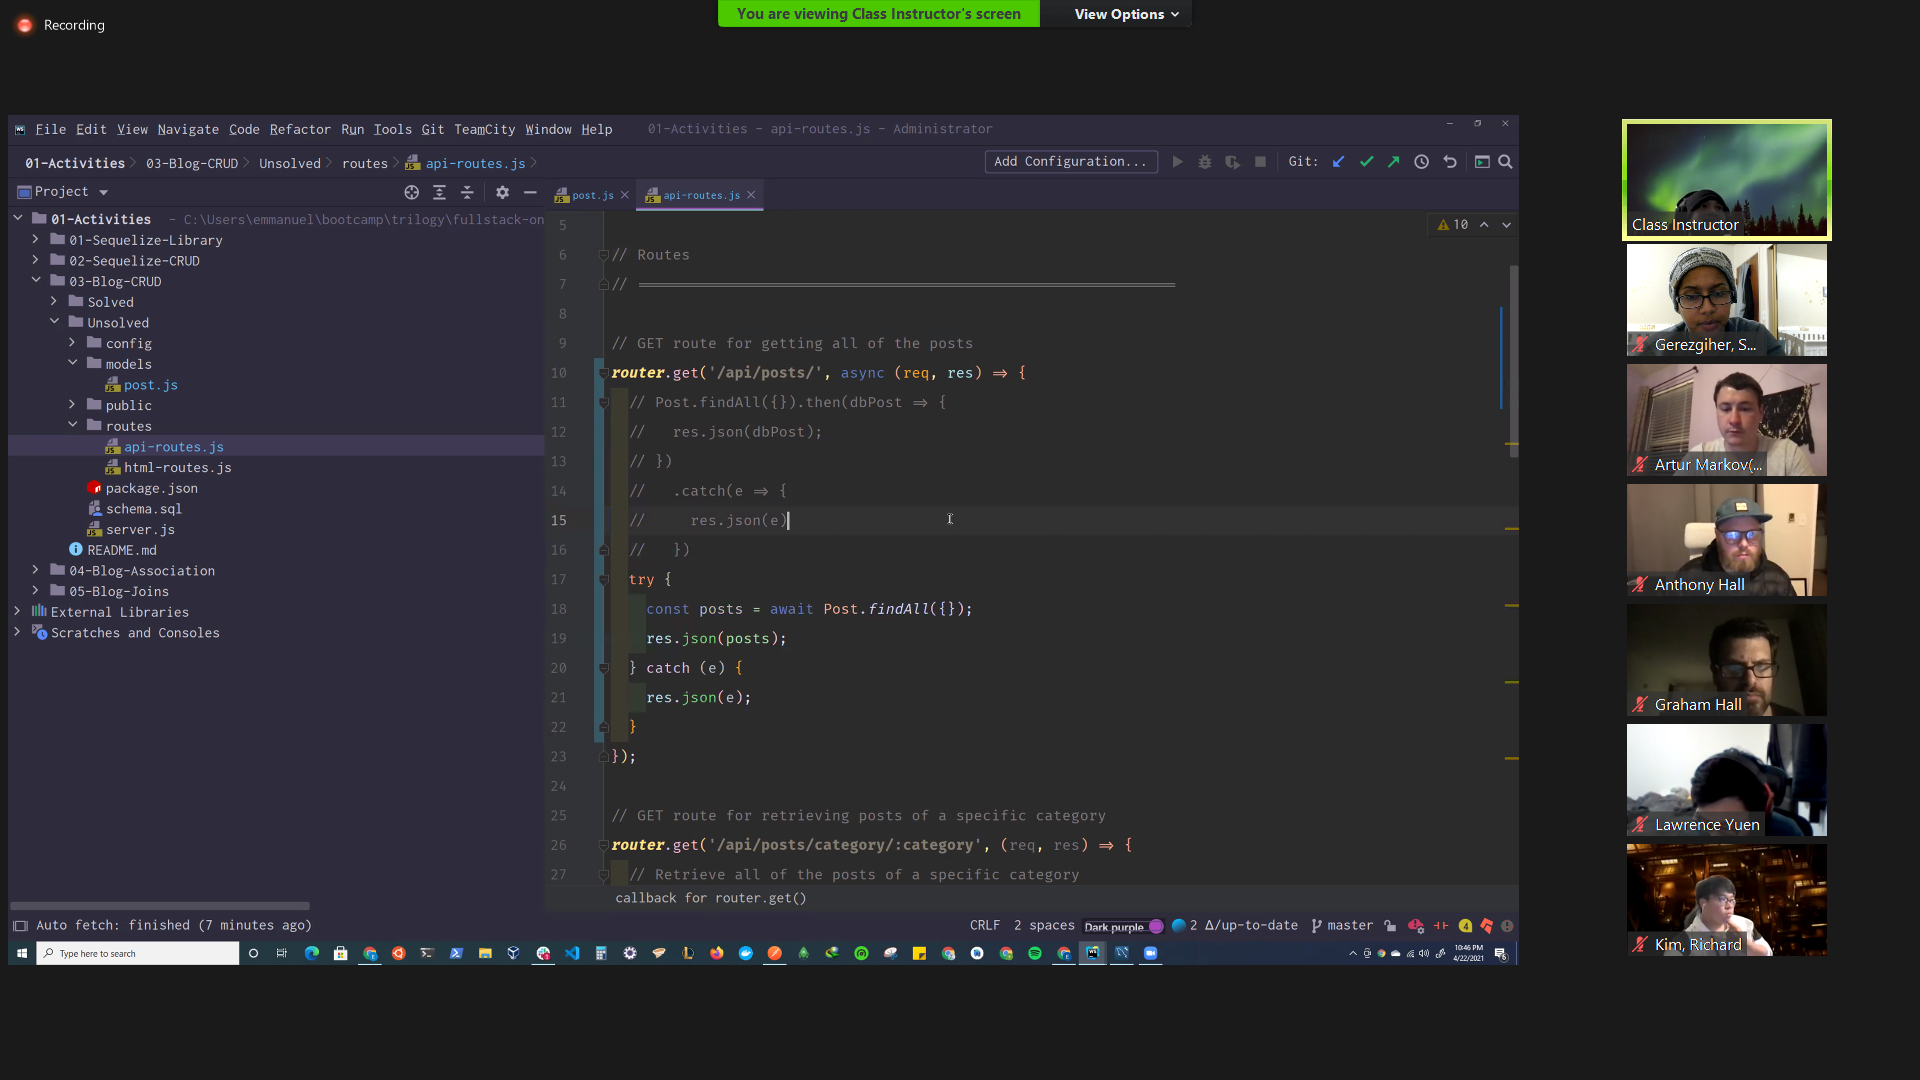 Recording
You are viewing Class Instructor's screen
View Options
File Edit View Navigate Code Refactor Run Tools Git TeamCity Window Help
01-Activities - api-routes.js - Administrator
01-Activities
03-Blog-CRUD
Unsolved
routes
api-routes.js
Add Configuration...
Git:
Project
post.js
api-routes.js
01-Activities - C:\Users\emmanuel\bootcamp\trilogy\fullstack-on
01-Sequelize-Library
02-Sequelize-CRUD
03-Blog-CRUD
Solved
Unsolved
config
models
post.js
public
routes
api-routes.js
html-routes.js
package.json
schema.sql
server.js
README.md
04-Blog-Association
05-Blog-Joins
External Libraries
Scratches and Consoles
10
5
6 // Routes
7 // =============================================================
8
9 // GET route for getting all of the posts
10 router.get('/api/posts/', async (req, res) => {
11 // Post.findAll({}).then(dbPost => {
12 // res.json(dbPost);
13 // })
14 // .catch(e => {
15 // res.json(e)
16 // })
17 try {
18 const posts = await Post.findAll({});
19 res.json(posts);
20 } catch (e) {
21 res.json(e);
22 }
23 });
24
25 // GET route for retrieving posts of a specific category
26 router.get('/api/posts/category/:category', (req, res) => {
27 // Retrieve all of the posts of a specific category
callback for router.get()
Auto fetch: finished (7 minutes ago)
CRLF 2 spaces Dark purple 2 Δ/up-to-date master 4
Type here to search
10:46 PM
4/22/2021
Class Instructor
Gerezgiher, S...
Artur Markov(...
Anthony Hall
Graham Hall
Lawrence Yuen
Kim, Richard